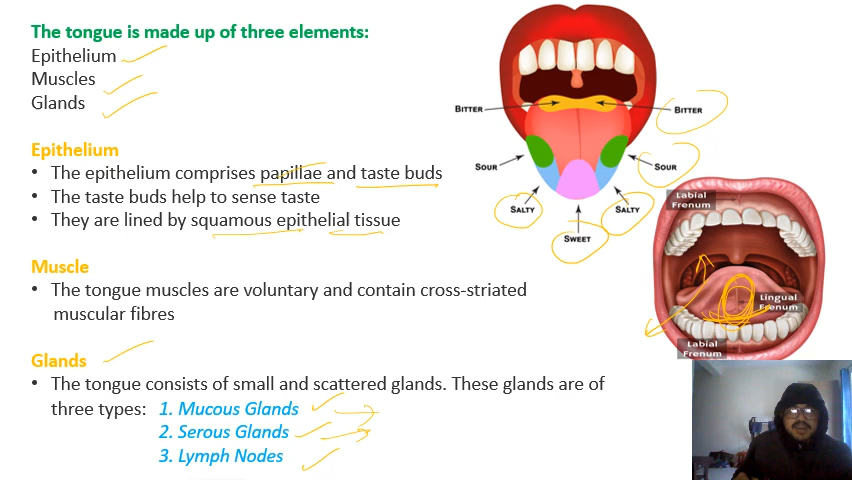 The tongue is made up of three elements:
Epithelium
Muscles
Glands
Epithelium
• The epithelium comprises papillae and taste buds
• The taste buds help to sense taste
• They are lined by squamous epithelial tissue
Muscle
• The tongue muscles are voluntary and contain cross-striated
muscular fibres
Glands
• The tongue consists of small and scattered glands. These glands are of
three types: 1. Mucous Glands
2. Serous Glands
3. Lymph Nodes
BITTER
BITTER
SOUR
SOUR
SALTY
SALTY
SWEET
Labial
Frenum
Lingual
Frenum
Labial
Frenum